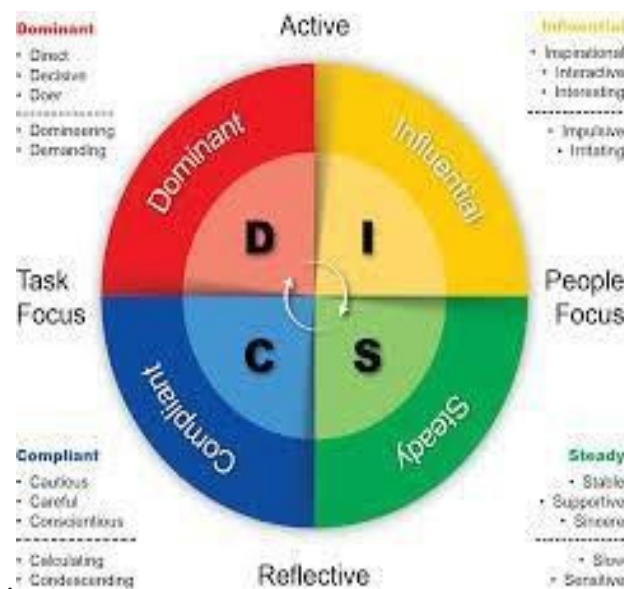 Dominant
• Direct
• Decisive
• Doer
• Domineering
• Demanding
Active
Influential
• Inspirational
• Interactive
• Interesting
• Impulsive
• Irritating
Dominant
Influential
D I
Task
Focus
People
Focus
C S
Compliant
Steady
Compliant
• Cautious
• Careful
• Conscientious
• Calculating
• Condescending
Reflective
Steady
• Stable
• Supportive
• Sincere
• Slow
• Sensitive